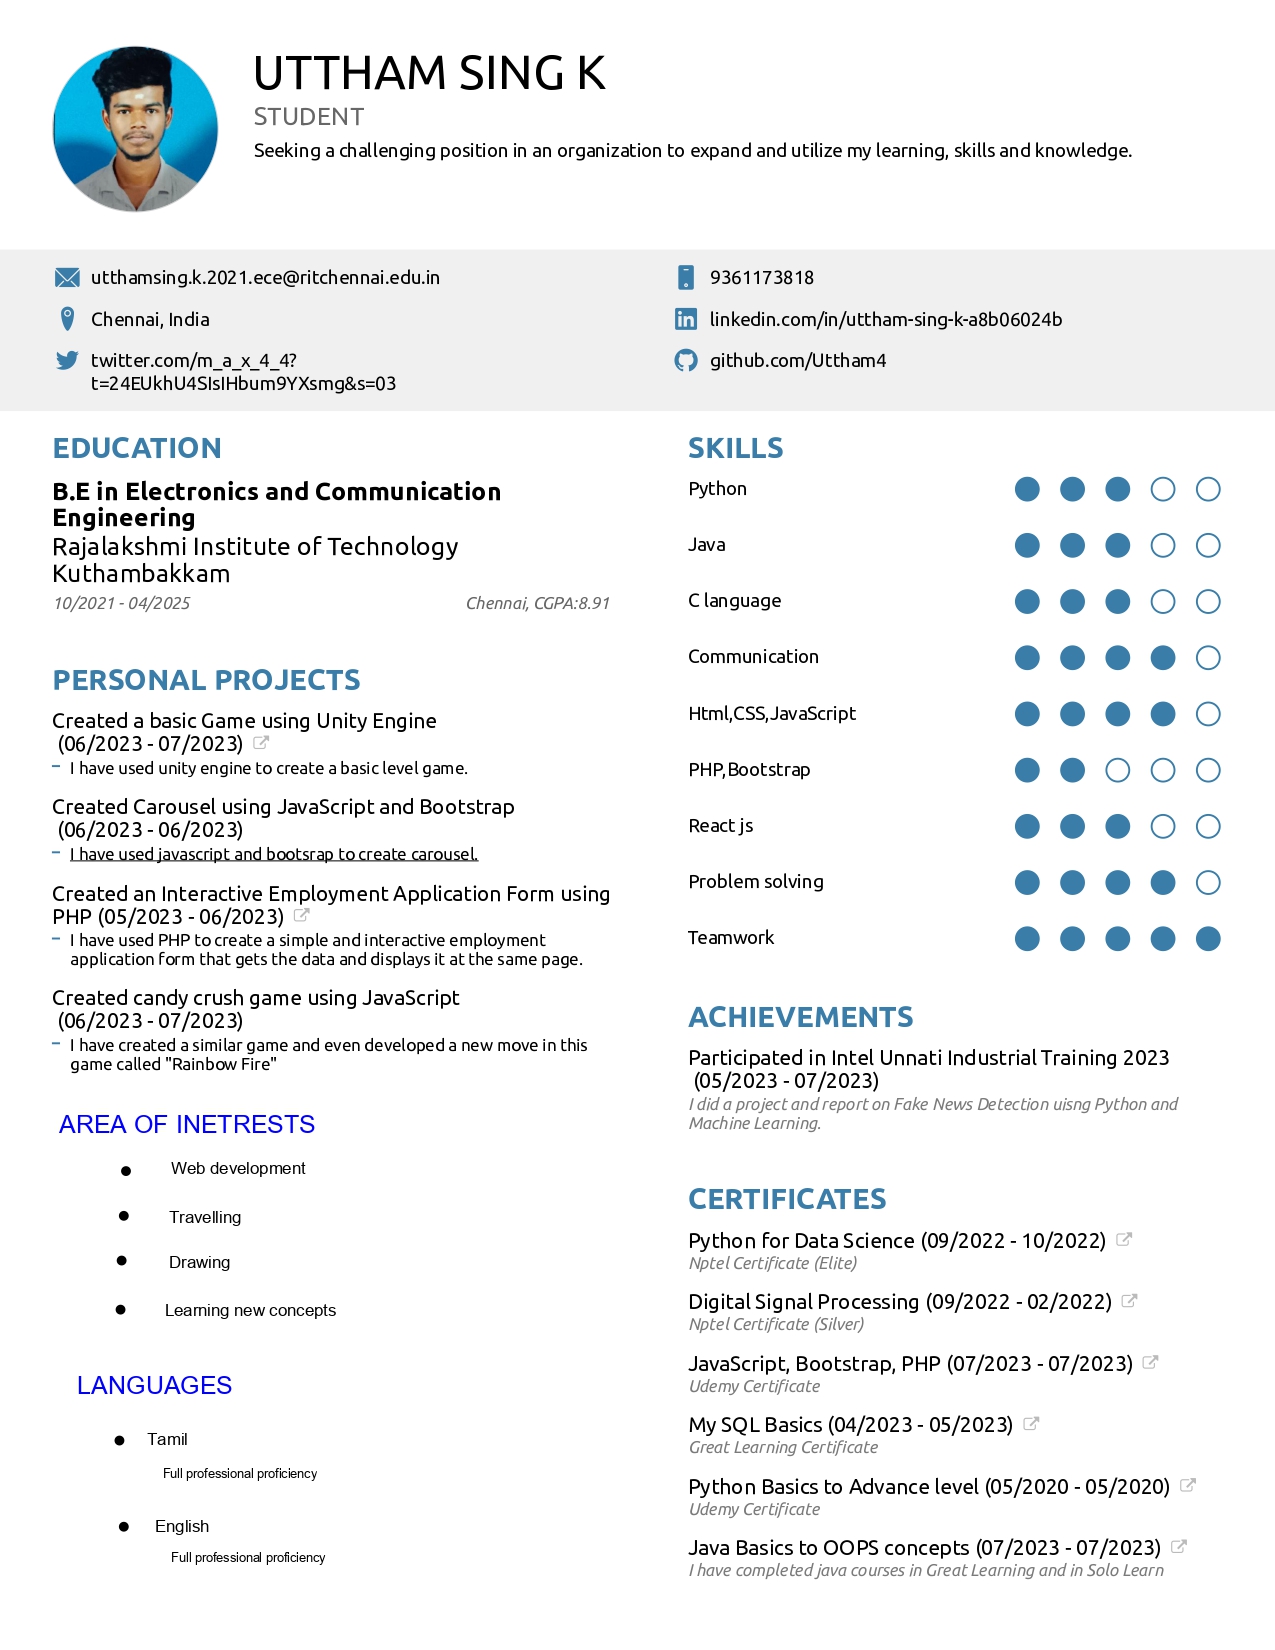 UTTHAM SING K
STUDENT
Seeking a challenging position in an organization to expand and utilize my learning, skills and knowledge.
utthamsing.k.2021.ece@ritchennai.edu.in
9361173818
Chennai, India
linkedin.com/in/uttham-sing-k-a8b06024b
twitter.com/m_a_x_4_4?
t=24EUkhU4SIsIHbum9YXsmg&s=03
github.com/Uttham4
EDUCATION
B.E in Electronics and Communication
Engineering
Rajalakshmi Institute of Technology
Kuthambakkam
10/2021 - 04/2025
Chennai, CGPA:8.91
PERSONAL PROJECTS
Created a basic Game using Unity Engine
(06/2023 - 07/2023)
– I have used unity engine to create a basic level game.
Created Carousel using JavaScript and Bootstrap
(06/2023 - 06/2023)
– I have used javascript and bootsrap to create carousel.
Created an Interactive Employment Application Form using
PHP (05/2023 - 06/2023)
– I have used PHP to create a simple and interactive employment
application form that gets the data and displays it at the same page.
Created candy crush game using JavaScript
(06/2023 - 07/2023)
– I have created a similar game and even developed a new move in this
game called "Rainbow Fire"
AREA OF INETRESTS
● Web development
● Travelling
● Drawing
● Learning new concepts
LANGUAGES
● Tamil
Full professional proficiency
● English
Full professional proficiency
SKILLS
Python
Java
C language
Communication
Html,CSS,JavaScript
PHP,Bootstrap
React js
Problem solving
Teamwork
ACHIEVEMENTS
Participated in Intel Unnati Industrial Training 2023
(05/2023 - 07/2023)
I did a project and report on Fake News Detection uisng Python and
Machine Learning.
CERTIFICATES
Python for Data Science (09/2022 - 10/2022)
Nptel Certificate (Elite)
Digital Signal Processing (09/2022 - 02/2022)
Nptel Certificate (Silver)
JavaScript, Bootstrap, PHP (07/2023 - 07/2023)
Udemy Certificate
My SQL Basics (04/2023 - 05/2023)
Great Learning Certificate
Python Basics to Advance level (05/2020 - 05/2020)
Udemy Certificate
Java Basics to OOPS concepts (07/2023 - 07/2023)
I have completed java courses in Great Learning and in Solo Learn